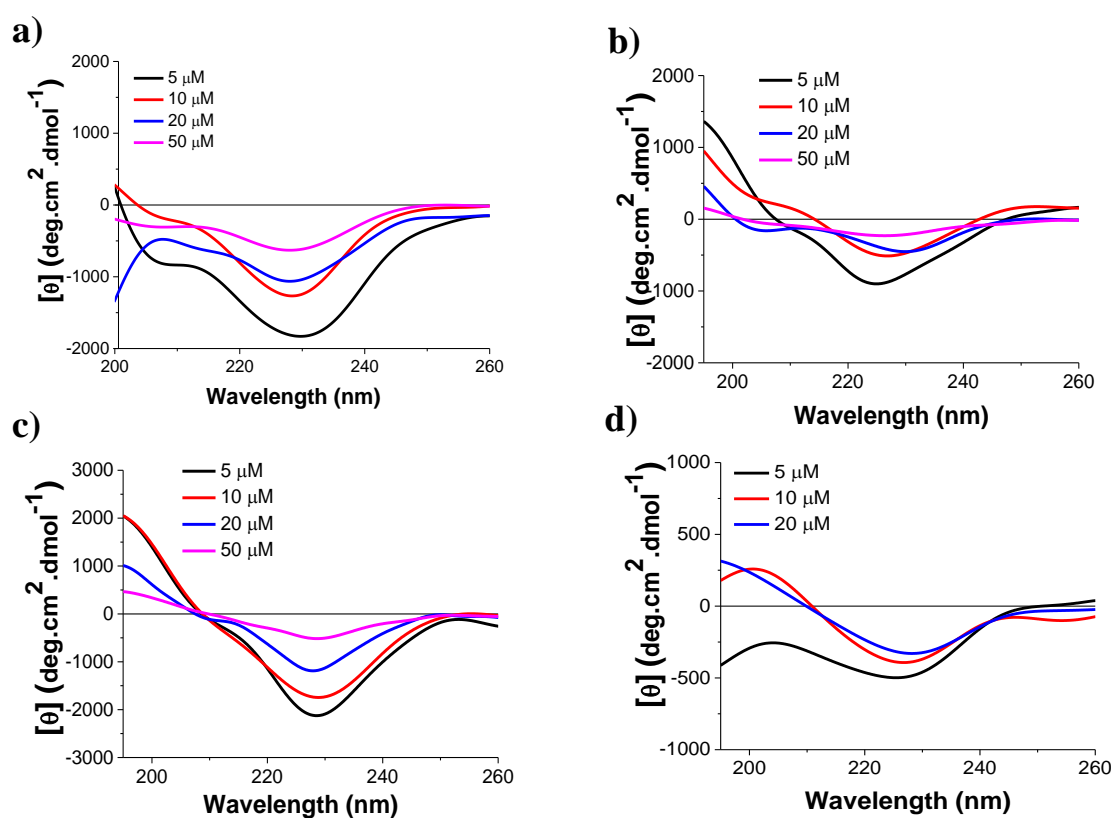 a)
2000
1000
0
-1000
-2000
5 μM
10 μM
20 μM
50 μM
[θ] (deg.cm².dmol⁻¹)
200 220 240 260
Wavelength (nm)
b)
2000
1000
0
-1000
-2000
5 μM
10 μM
20 μM
50 μM
[θ] (deg.cm².dmol⁻¹)
200 220 240 260
Wavelength (nm)
c)
3000
2000
1000
0
-1000
-2000
-3000
5 μM
10 μM
20 μM
50 μM
[θ] (deg.cm².dmol⁻¹)
200 220 240 260
Wavelength (nm)
d)
1000
500
0
-500
-1000
5 μM
10 μM
20 μM
[θ] (deg.cm².dmol⁻¹)
200 220 240 260
Wavelength (nm)